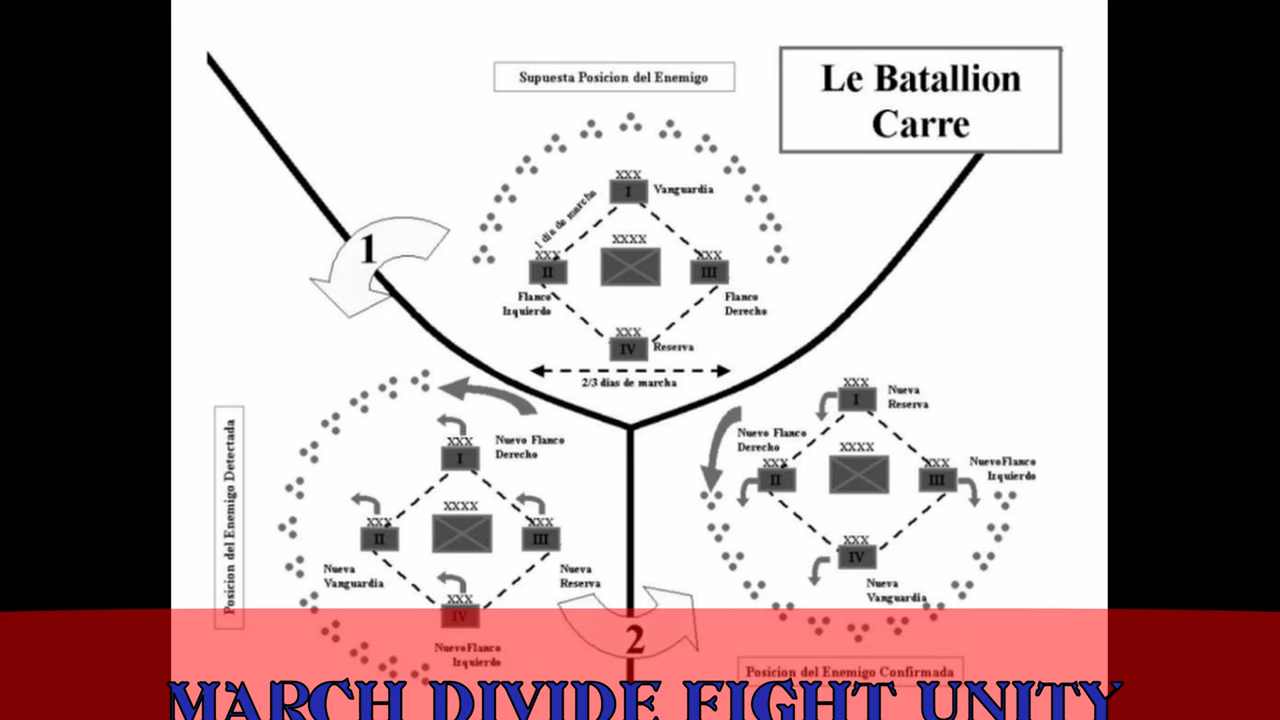 Supuesta Posicion del Enemigo
Le Batallion
Carre
XXX
I
Vanguardia
1 dia de marcha
XXXX
XXX
II
XXX
III
Flanco
Izquierdo
Flanco
Derecho
XXX
IV
Reserva
2/3 dias de marcha
1
Posicion del Enemigo Detectada
XXX
I
Nuevo Flanco
Derecho
XXX
II
XXXX
XXX
III
Nueva
Vanguardia
Nueva
Reserva
XXX
IV
Nuevo Flanco
Izquierdo
2
XXX
I
Nueva
Reserva
Nuevo Flanco
Derecho
XXX
II
XXXX
XXX
III
Nuevo Flanco
Izquierdo
XXX
IV
Nueva
Vanguardia
Posicion del Enemigo Confirmada
MARCH DIVIDE FIGHT UNITY